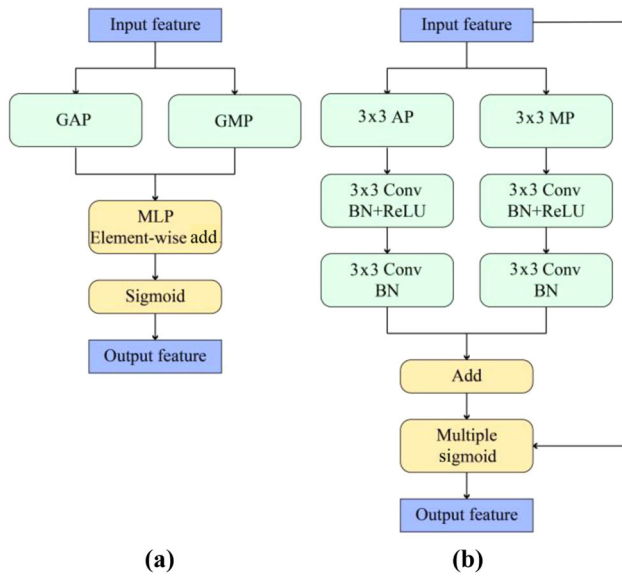 Input feature
GAP
GMP
MLP
Element-wise add
Sigmoid
Output feature
(a)
Input feature
3x3 AP
3x3 MP
3x3 Conv
BN+ReLU
3x3 Conv
BN+ReLU
3x3 Conv
BN
3x3 Conv
BN
Add
Multiple
sigmoid
Output feature
(b)